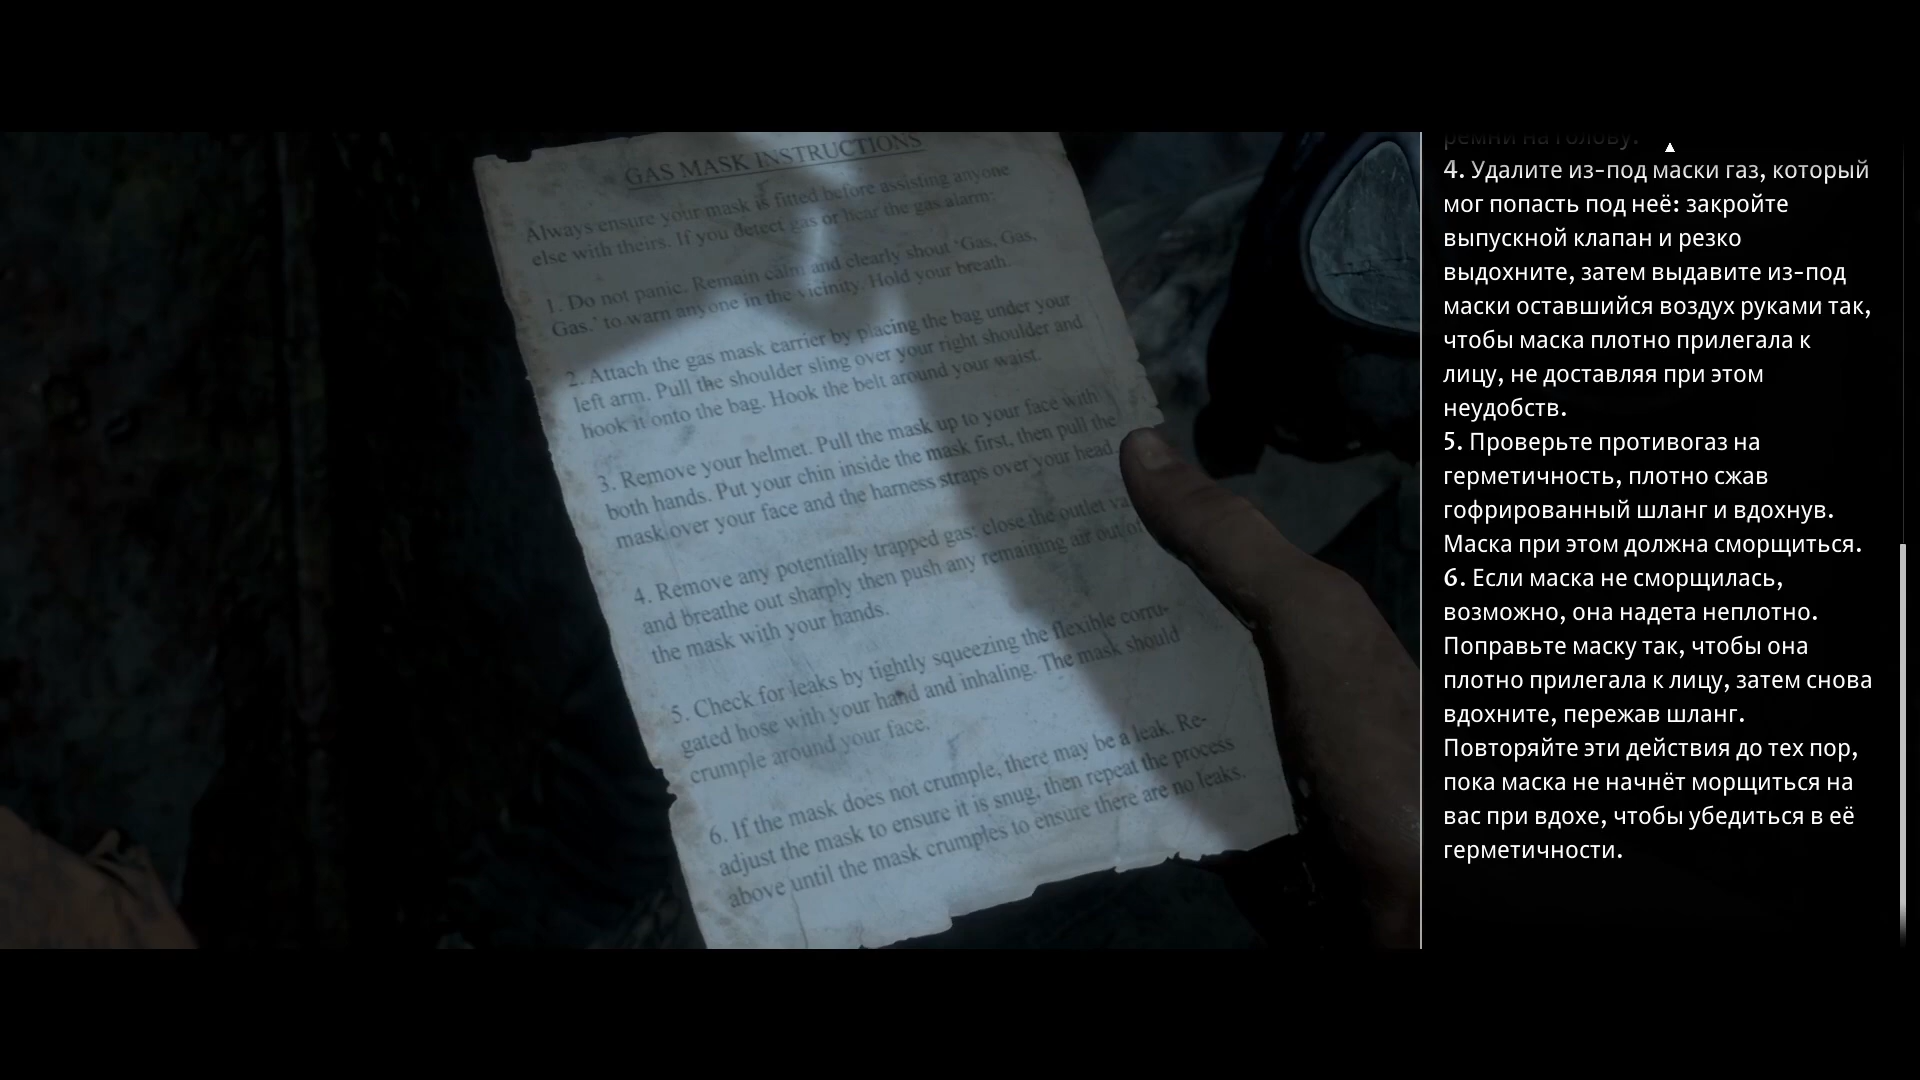 GAS MASK INSTRUCTIONS
Always ensure your mask is fitted before assisting anyone
else with theirs. If you detect gas or hear the gas alarm:
1. Do not panic. Remain calm and clearly shout 'Gas, Gas,
Gas.' to warn anyone in the vicinity. Hold your breath.
2. Attach the gas mask carrier by placing the bag under your
left arm. Pull the shoulder sling over your right shoulder and
hook it onto the bag. Hook the belt around your waist.
3. Remove your helmet. Pull the mask up to your face with
both hands. Put your chin inside the mask first, then pull the
mask over your face and the harness straps over your head.
4. Remove any potentially trapped gas: close the outlet va
and breathe out sharply then push any remaining air out of
the mask with your hands.
5. Check for leaks by tightly squeezing the flexible corru-
gated hose with your hand and inhaling. The mask should
crumple around your face.
6. If the mask does not crumple, there may be a leak. Re-
adjust the mask to ensure it is snug, then repeat the process
above until the mask crumples to ensure there are no leaks.
ремни на голову.
4. Удалите из-под маски газ, который
мог попасть под неё: закройте
выпускной клапан и резко
выдохните, затем выдавите из-под
маски оставшийся воздух руками так,
чтобы маска плотно прилегала к
лицу, не доставляя при этом
неудобств.
5. Проверьте противогаз на
герметичность, плотно сжав
гофрированный шланг и вдохнув.
Маска при этом должна сморщиться.
6. Если маска не сморщилась,
возможно, она надета неплотно.
Поправьте маску так, чтобы она
плотно прилегала к лицу, затем снова
вдохните, пережав шланг.
Повторяйте эти действия до тех пор,
пока маска не начнёт морщиться на
вас при вдохе, чтобы убедиться в её
герметичности.